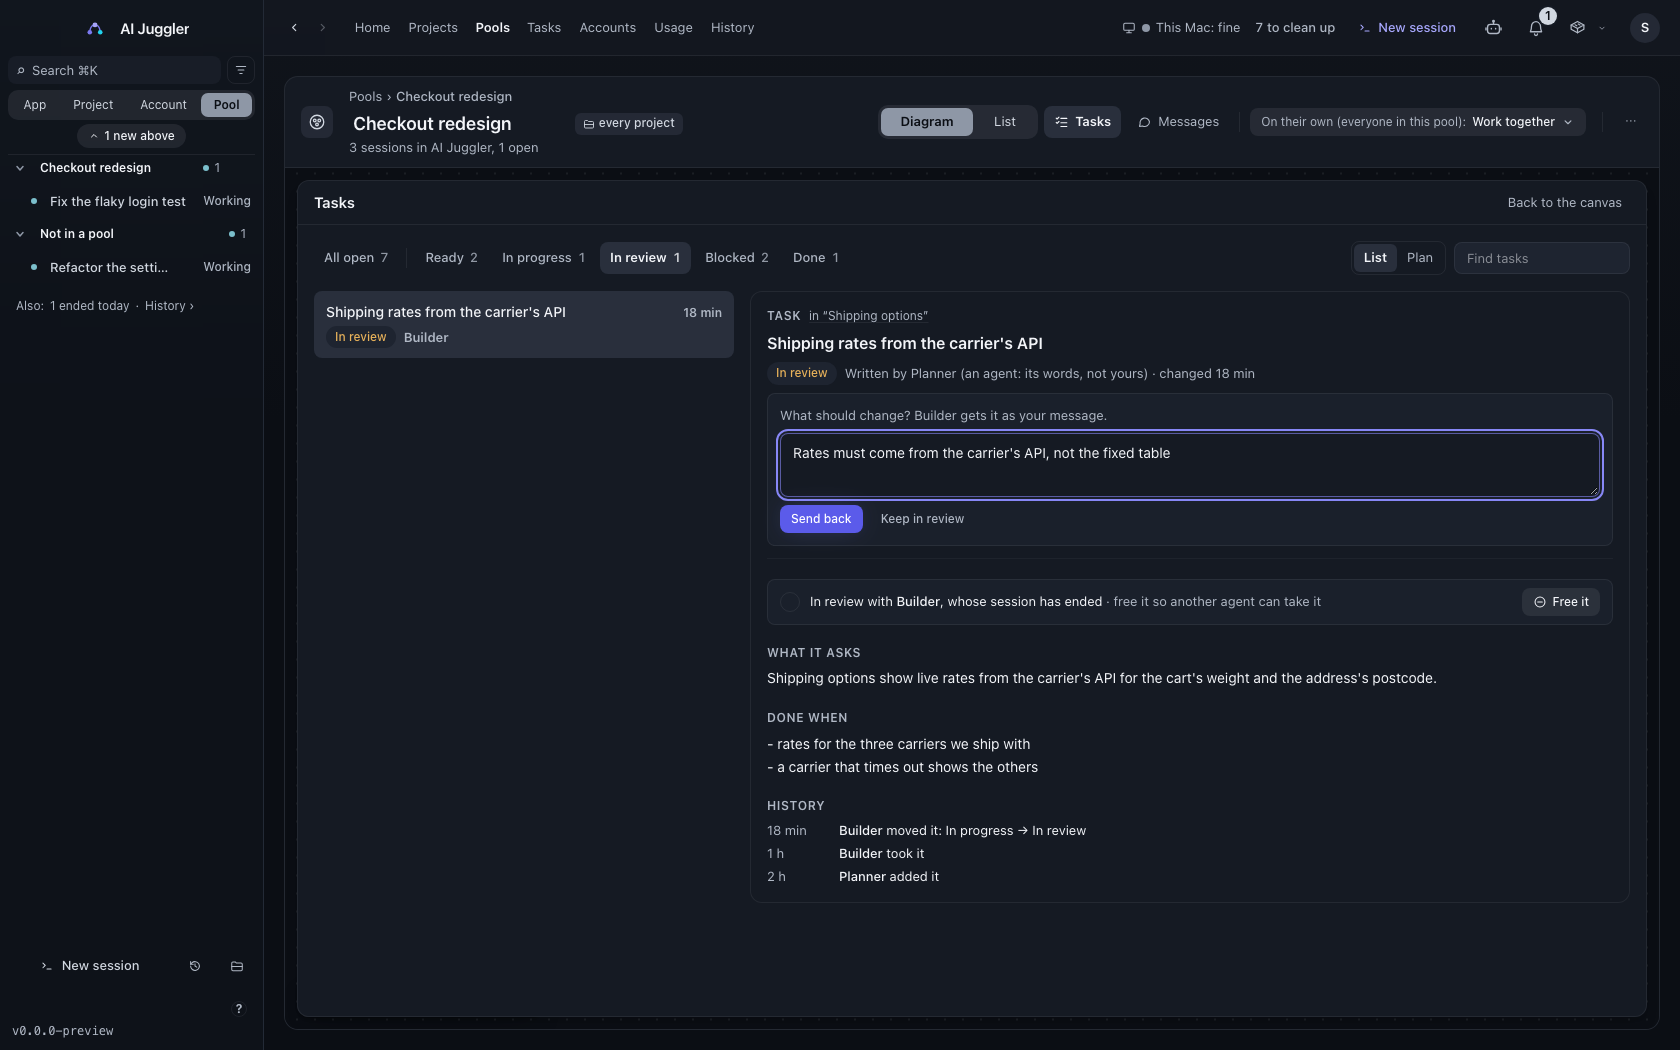 AI Juggler
Search ⌘K
App Project Account Pool
1 new above
Checkout redesign 1
Fix the flaky login test Working
Not in a pool 1
Refactor the setti... Working
Also: 1 ended today · History ›
New session
?
v0.0.0-preview
Home Projects Pools Tasks Accounts Usage History
This Mac: fine 7 to clean up New session 1 S
Pools › Checkout redesign
Checkout redesign every project
3 sessions in AI Juggler, 1 open
Diagram List Tasks Messages On their own (everyone in this pool): Work together ...
Tasks Back to the canvas
All open 7 Ready 2 In progress 1 In review 1 Blocked 2 Done 1 List Plan Find tasks
Shipping rates from the carrier's API 18 min
In review Builder
TASK in “Shipping options”
Shipping rates from the carrier's API
In review Written by Planner (an agent: its words, not yours) · changed 18 min
What should change? Builder gets it as your message.
Rates must come from the carrier's API, not the fixed table
Send back Keep in review
In review with Builder, whose session has ended · free it so another agent can take it Free it
WHAT IT ASKS
Shipping options show live rates from the carrier's API for the cart's weight and the address's postcode.
DONE WHEN
- rates for the three carriers we ship with
- a carrier that times out shows the others
HISTORY
18 min Builder moved it: In progress → In review
1 h Builder took it
2 h Planner added it